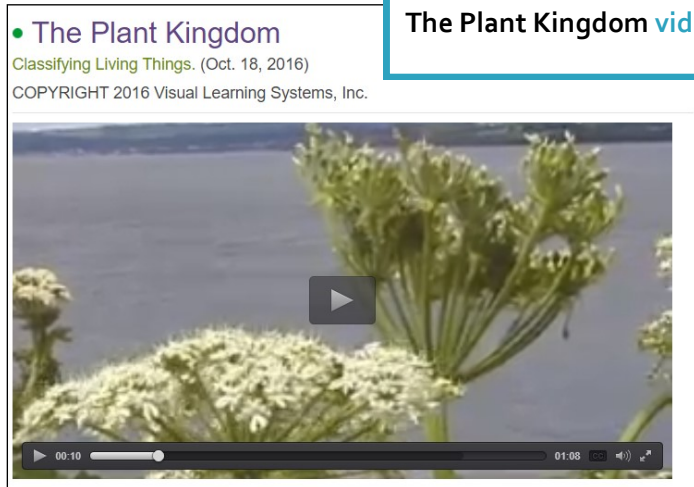 The Plant Kingdom vid
The Plant Kingdom
Classifying Living Things. (Oct. 18, 2016)
COPYRIGHT 2016 Visual Learning Systems, Inc.
00:10
01:08
CC